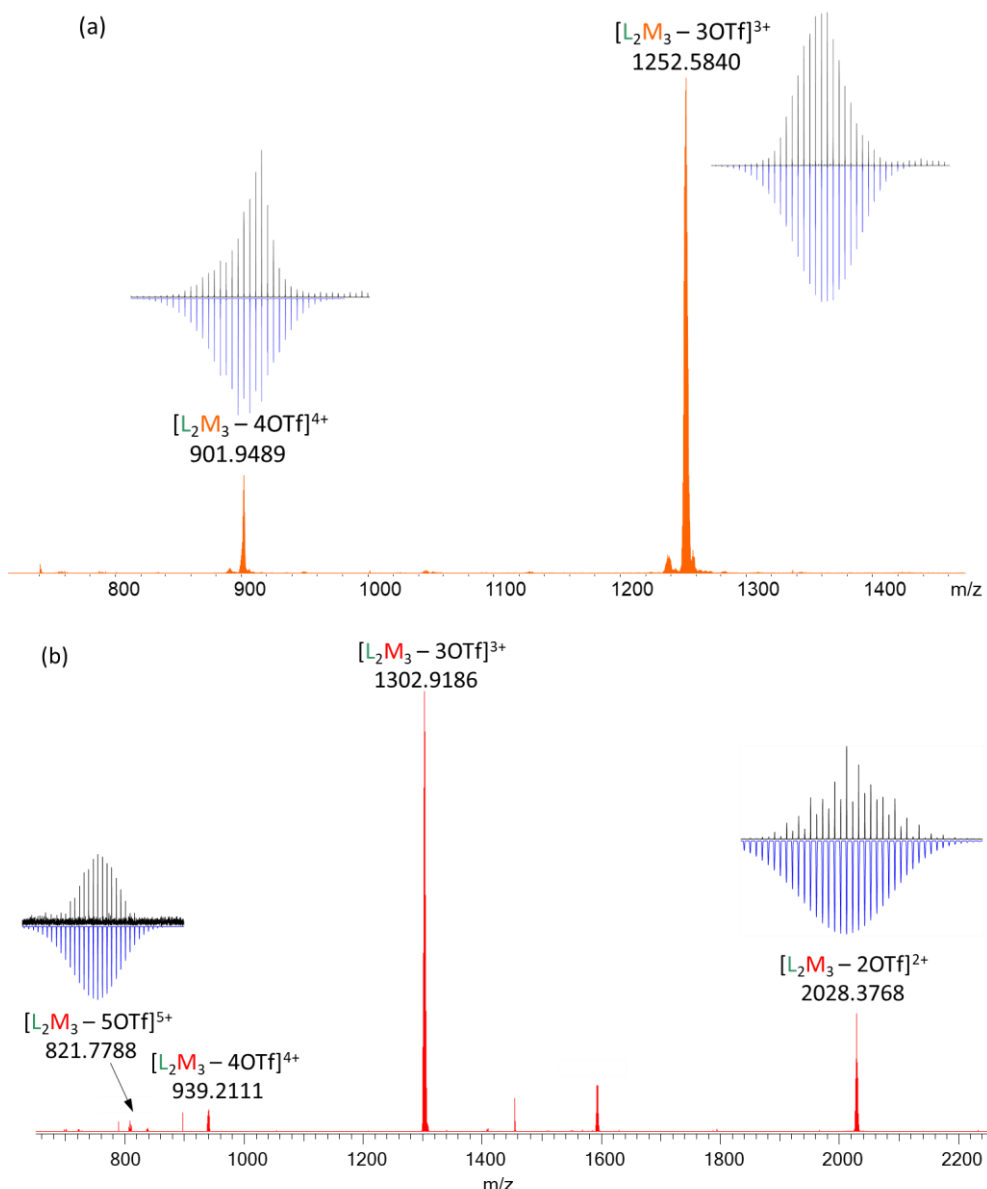 (a)
[L₂M₃ – 3OTf]³⁺
1252.5840
[L₂M₃ – 4OTf]⁴⁺
901.9489
800 900 1000 1100 1200 1300 1400 m/z
(b)
[L₂M₃ – 3OTf]³⁺
1302.9186
[L₂M₃ – 2OTf]²⁺
2028.3768
[L₂M₃ – 5OTf]⁵⁺
821.7788
[L₂M₃ – 4OTf]⁴⁺
939.2111
800 1000 1200 1400 1600 1800 2000 2200
m/z